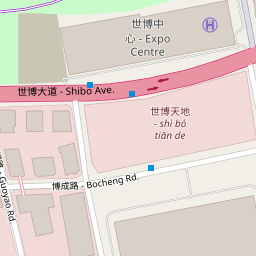 世博中
心 - Expo
Centre
H
世博大道 - Shibo Ave.
世博天地
- shì bó
tiān de
博成路 - Bocheng Rd.
路 - Guoyao Rd.